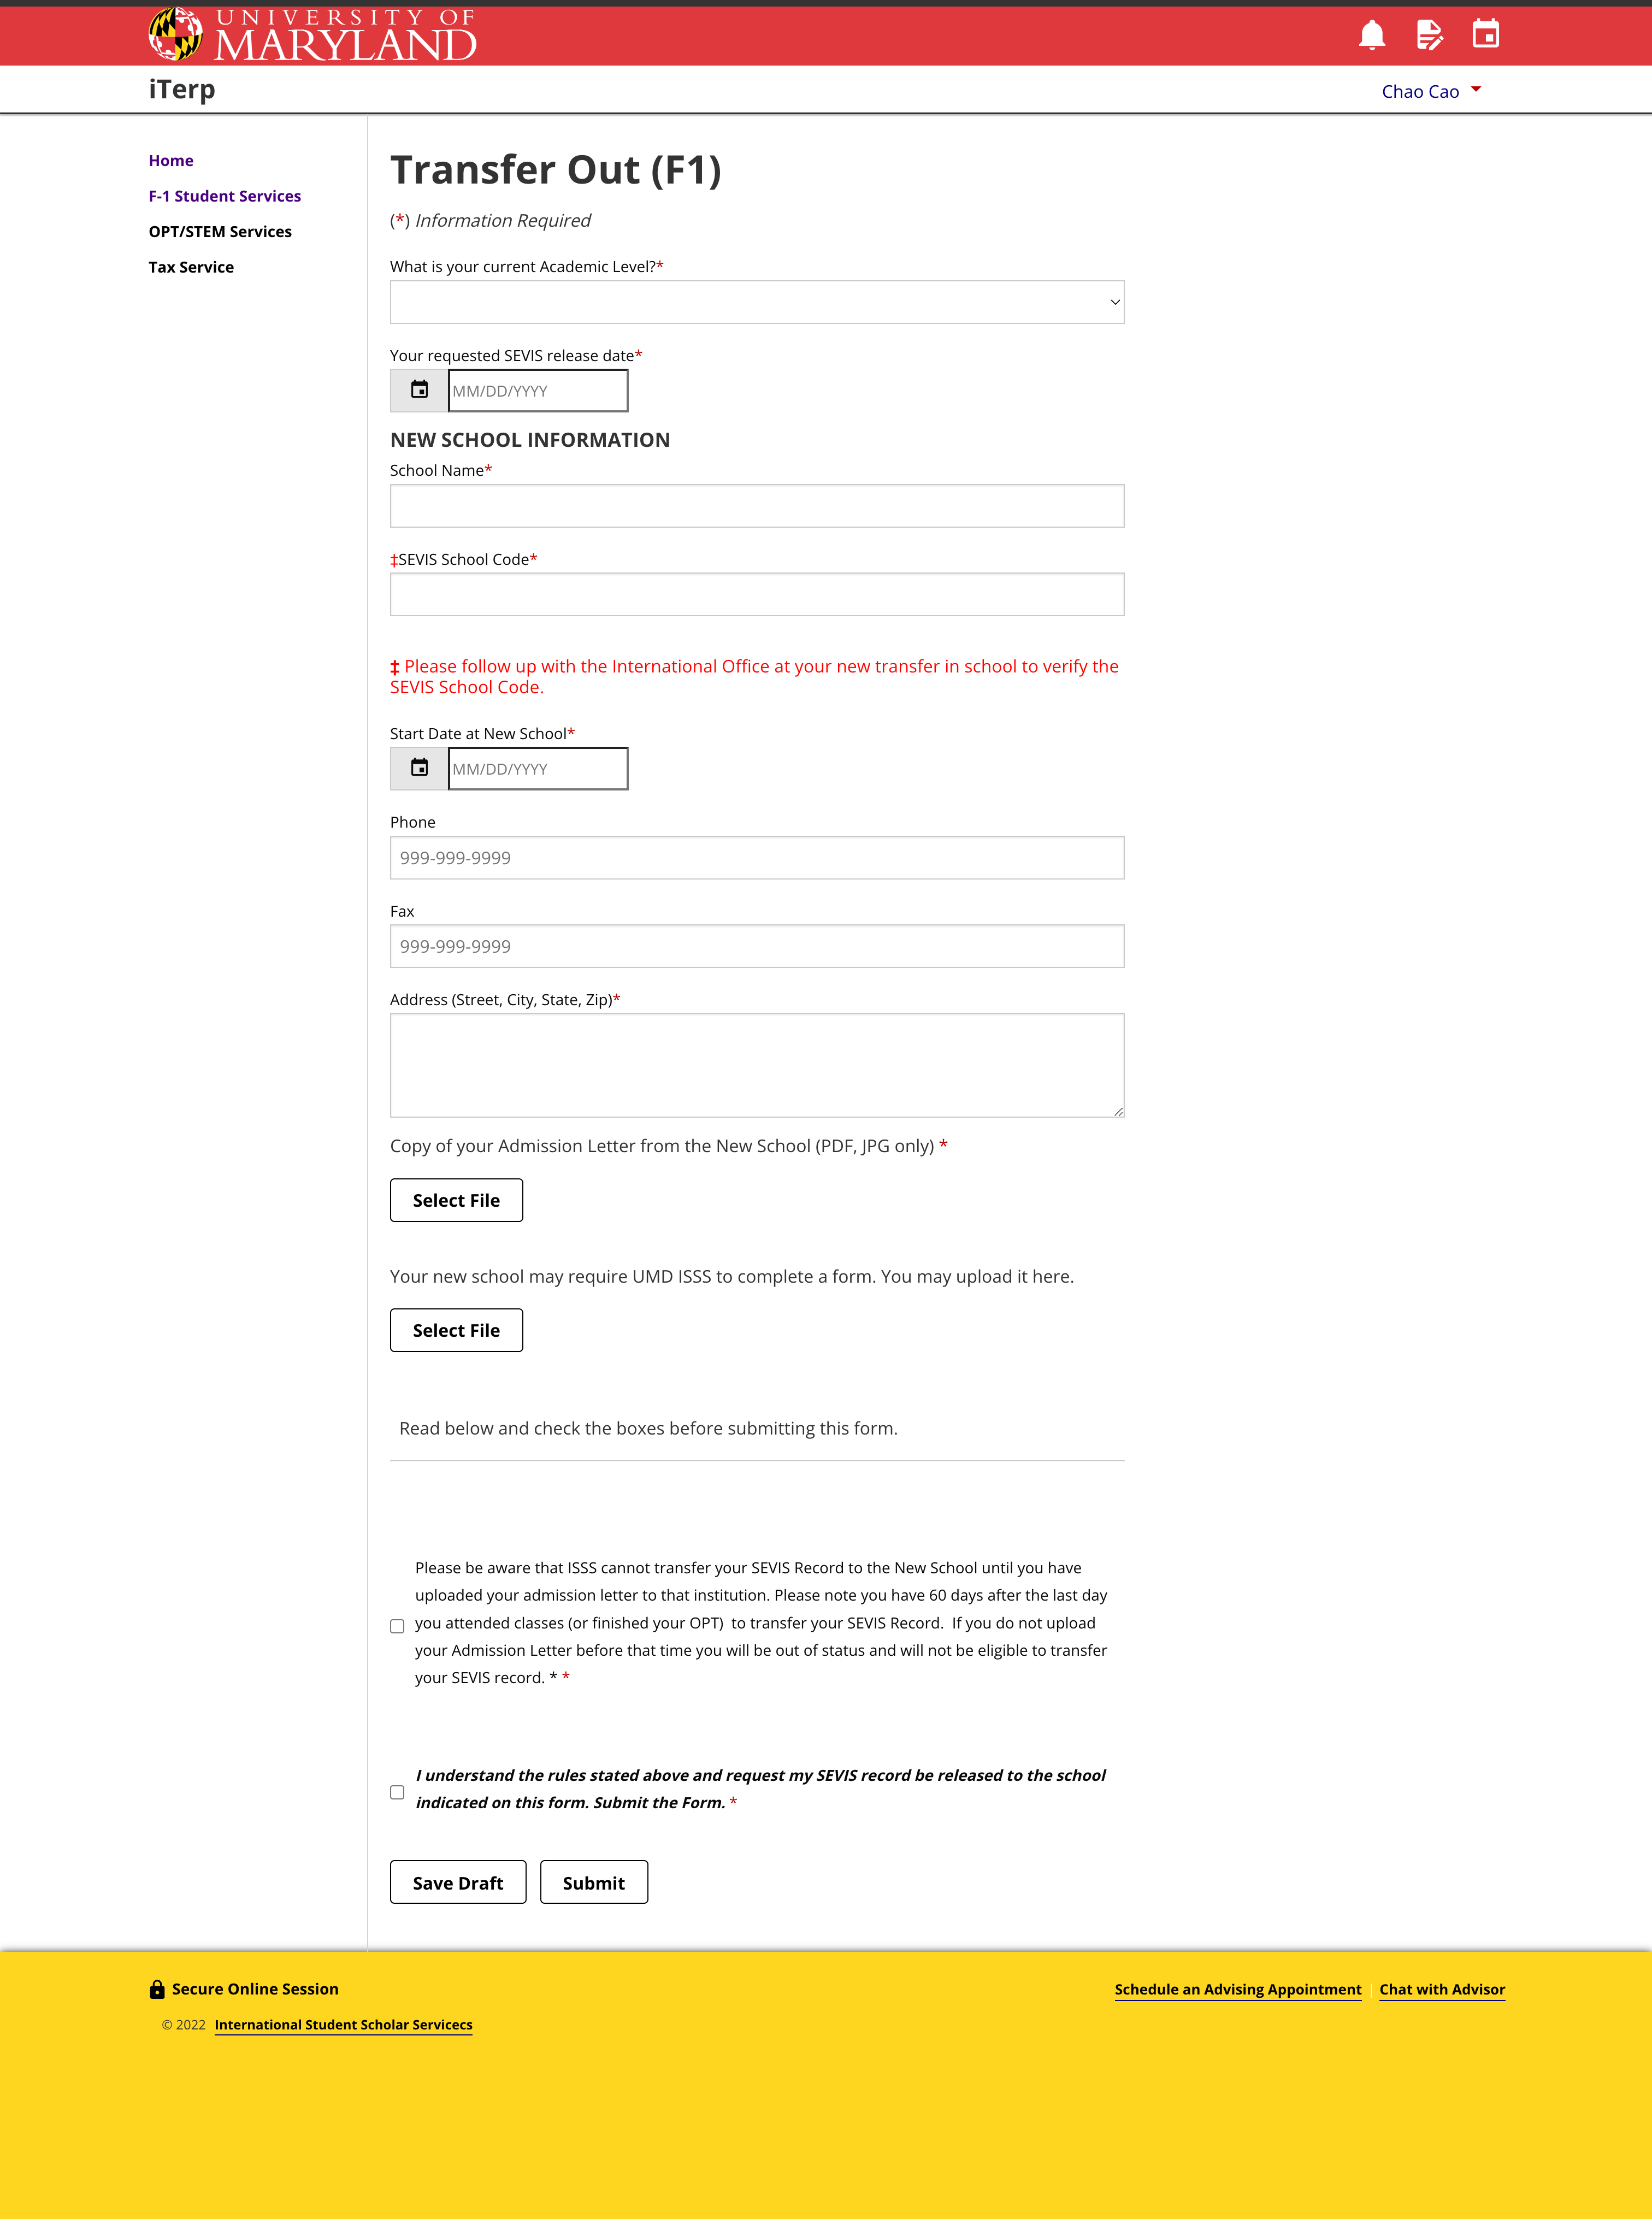 UNIVERSITY OF
MARYLAND
iTerp
Chao Cao
Home
F-1 Student Services
OPT/STEM Services
Tax Service
Transfer Out (F1)
(*) Information Required
What is your current Academic Level?*
Your requested SEVIS release date*
MM/DD/YYYY
NEW SCHOOL INFORMATION
School Name*
‡SEVIS School Code*
‡ Please follow up with the International Office at your new transfer in school to verify the
SEVIS School Code.
Start Date at New School*
MM/DD/YYYY
Phone
999-999-9999
Fax
999-999-9999
Address (Street, City, State, Zip)*
Copy of your Admission Letter from the New School (PDF, JPG only) *
Select File
Your new school may require UMD ISSS to complete a form. You may upload it here.
Select File
Read below and check the boxes before submitting this form.
Please be aware that ISSS cannot transfer your SEVIS Record to the New School until you have
uploaded your admission letter to that institution. Please note you have 60 days after the last day
you attended classes (or finished your OPT)  to transfer your SEVIS Record.  If you do not upload
your Admission Letter before that time you will be out of status and will not be eligible to transfer
your SEVIS record. * *
I understand the rules stated above and request my SEVIS record be released to the school
indicated on this form. Submit the Form. *
Save Draft Submit
Secure Online Session
Schedule an Advising Appointment | Chat with Advisor
© 2022 International Student Scholar Servicecs